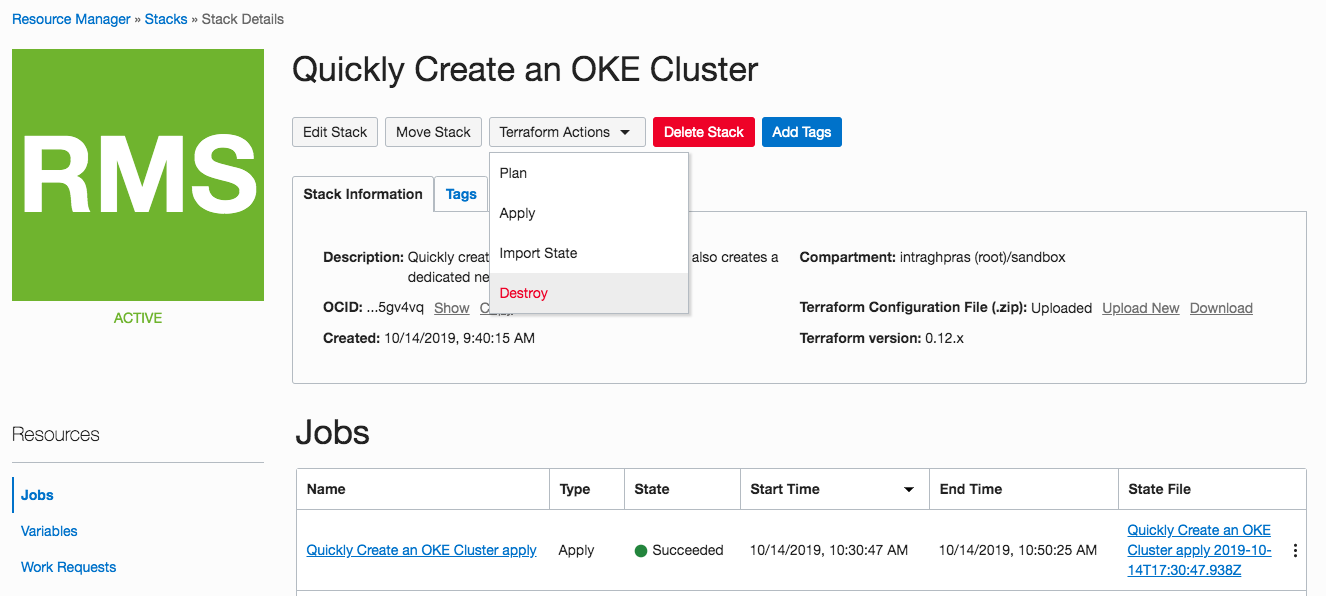 Resource Manager » Stacks » Stack Details
RMS
ACTIVE
Quickly Create an OKE Cluster
Edit Stack Move Stack Terraform Actions Delete Stack Add Tags
Plan
Apply
Import State
Destroy
Stack Information Tags
Description: Quickly creat also creates a
dedicated ne
OCID: ...5gv4vq Show
Created: 10/14/2019, 9:40:15 AM
Compartment: intraghpras (root)/sandbox
Terraform Configuration File (.zip): Uploaded Upload New Download
Terraform version: 0.12.x
Resources
Jobs
Variables
Work Requests
Jobs
Name Type State Start Time End Time State File
Quickly Create an OKE Cluster apply Apply Succeeded 10/14/2019, 10:30:47 AM 10/14/2019, 10:50:25 AM Quickly Create an OKE
Cluster apply 2019-10-
14T17:30:47.938Z